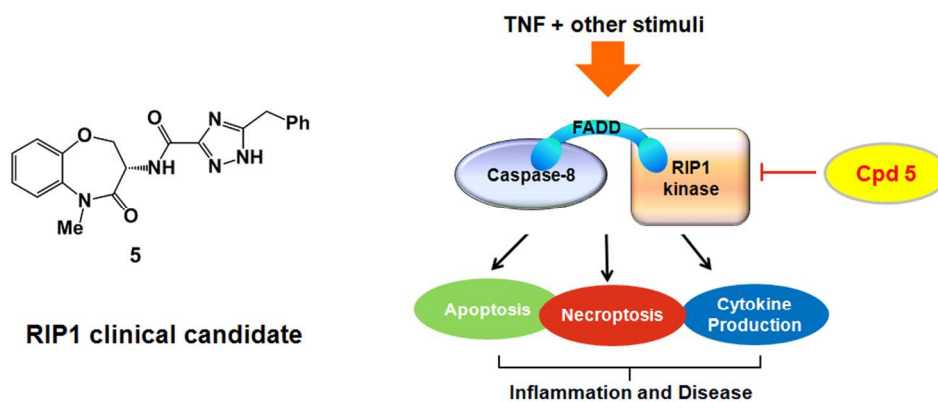 O
O
N
Ph
NH
N
NH
N
O
Me
5
RIP1 clinical candidate
TNF + other stimuli
FADD
Caspase-8
RIP1
kinase
Cpd 5
Apoptosis
Necroptosis
Cytokine
Production
Inflammation and Disease